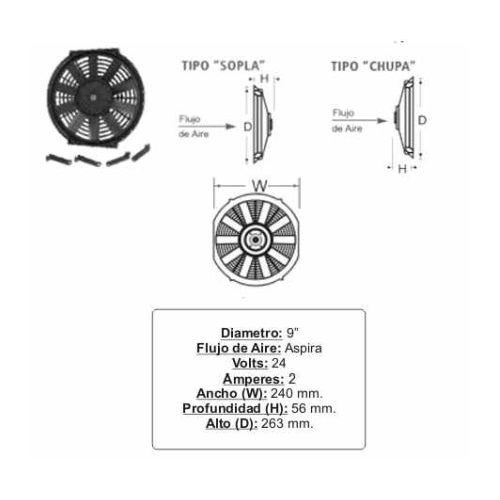 TIPO "SOPLA"
H
Flujo
de Aire
D
TIPO "CHUPA"
Flujo
de Aire
D
H
W
Diametro: 9"
Flujo de Aire: Aspira
Volts: 24
Amperes: 2
Ancho (W): 240 mm.
Profundidad (H): 56 mm.
Alto (D): 263 mm.